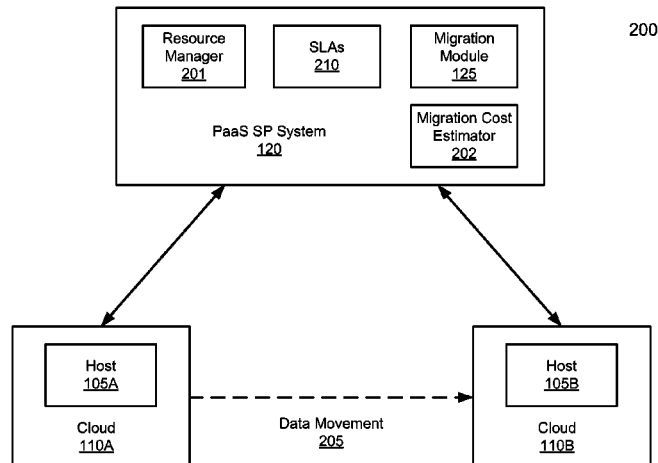 200
Resource
Manager
201
SLAs
210
Migration
Module
125
PaaS SP System
120
Migration Cost
Estimator
202
Host
105A
Cloud
110A
Data Movement
205
Host
105B
Cloud
110B